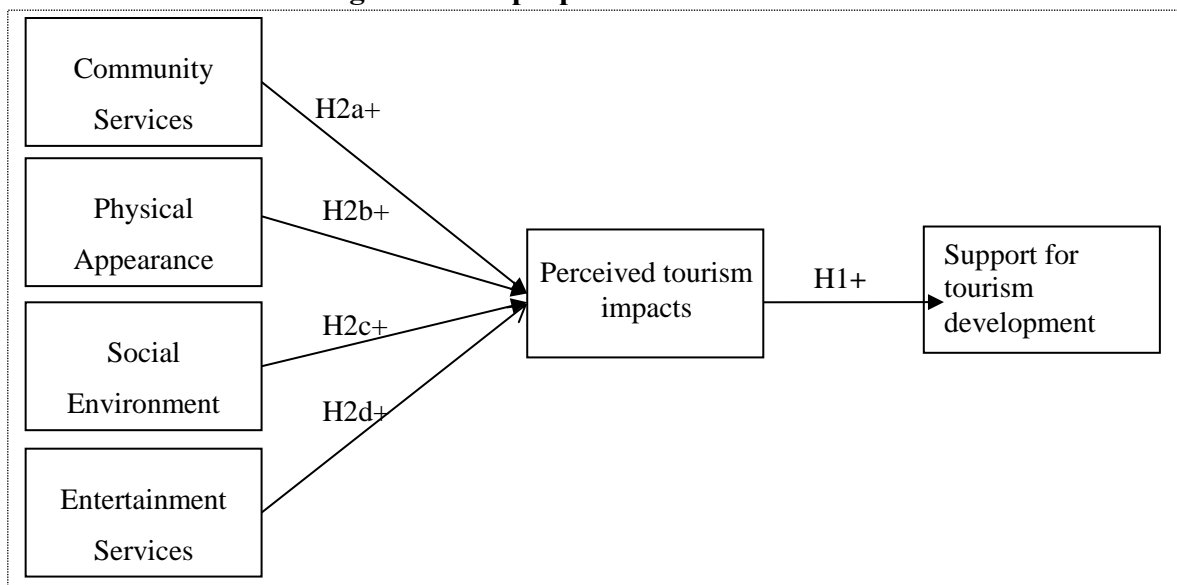 Community
Services
H2a+
Physical
Appearance
H2b+
Social
Environment
H2c+
Entertainment
Services
H2d+
Perceived tourism
impacts
H1+
Support for
tourism
development